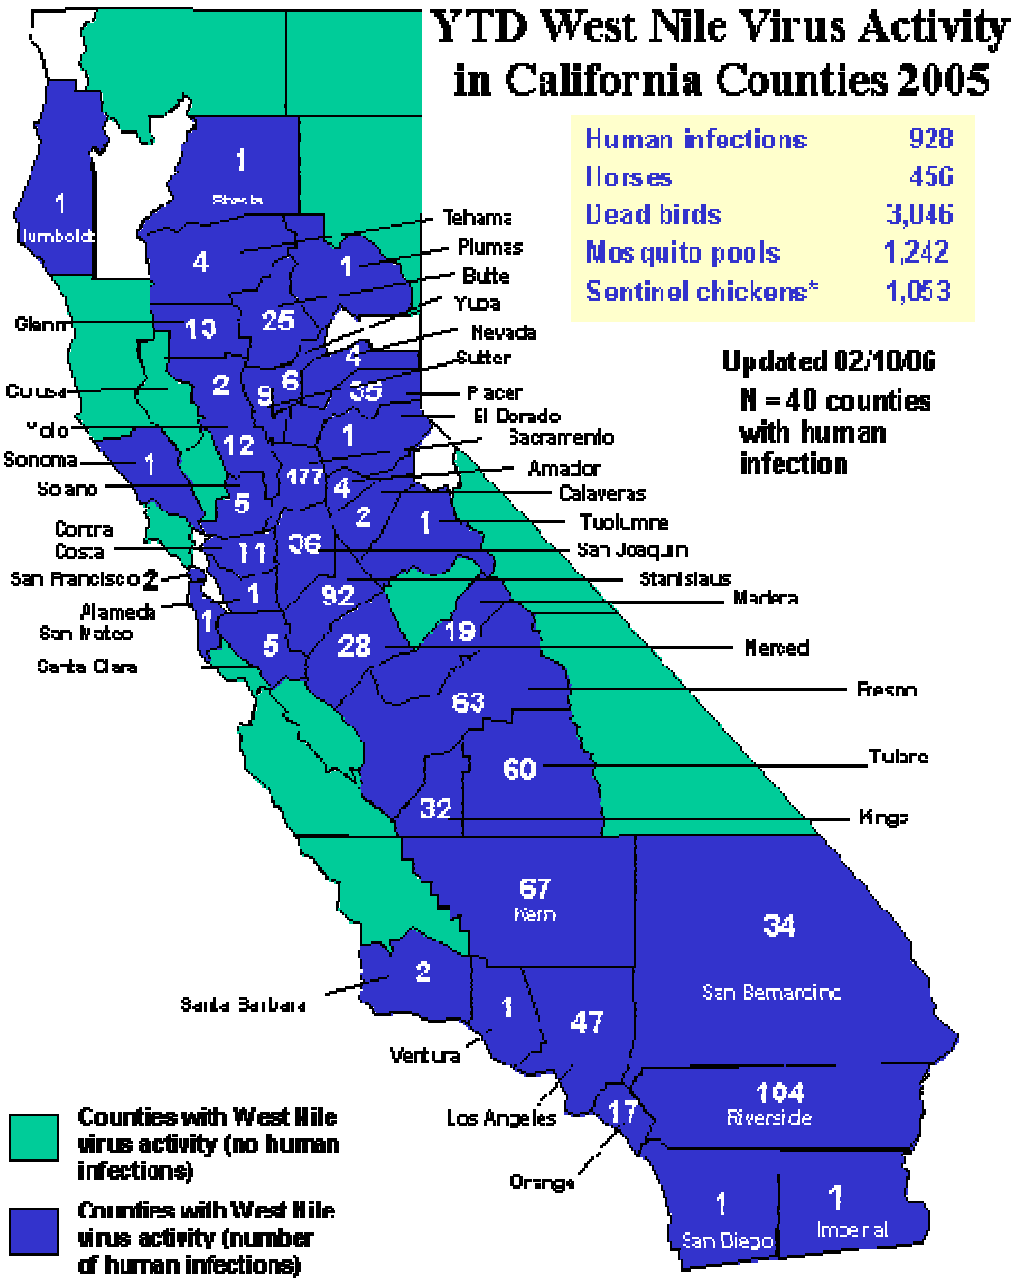 YTD West Nile Virus Activity
in California Counties 2005
Human infections 928
Horses 456
Dead birds 3,046
Mosquito pools 1,242
Sentinel chickens* 1,053
Updated 02/10/06
N = 40 counties
with human
infection
1
Shasta
1
Humboldt
Tehama
4
Plumas
1
Butte
25
Yuba
6
Glenn
13
Nevada
4
Sutter
9
Colusa
2
Placer
35
El Dorado
1
Yolo
12
Sacramento
177
Sonoma
1
Amador
4
Solano
5
Calaveras
2
Tuolumne
1
Contra
Costa
11
San Joaquin
36
San Francisco 2
Stanislaus
92
Alameda
1
Madera
19
San Mateo
1
Merced
28
Santa Clara
5
Fresno
63
Tulare
60
Kings
32
67
Kern
34
San Bernardino
2
Santa Barbara
1
Ventura
47
Los Angeles
17
Orange
104
Riverside
1
San Diego
1
Imperial
Counties with West Nile
virus activity (no human
infections)
Counties with West Nile
virus activity (number
of human infections)